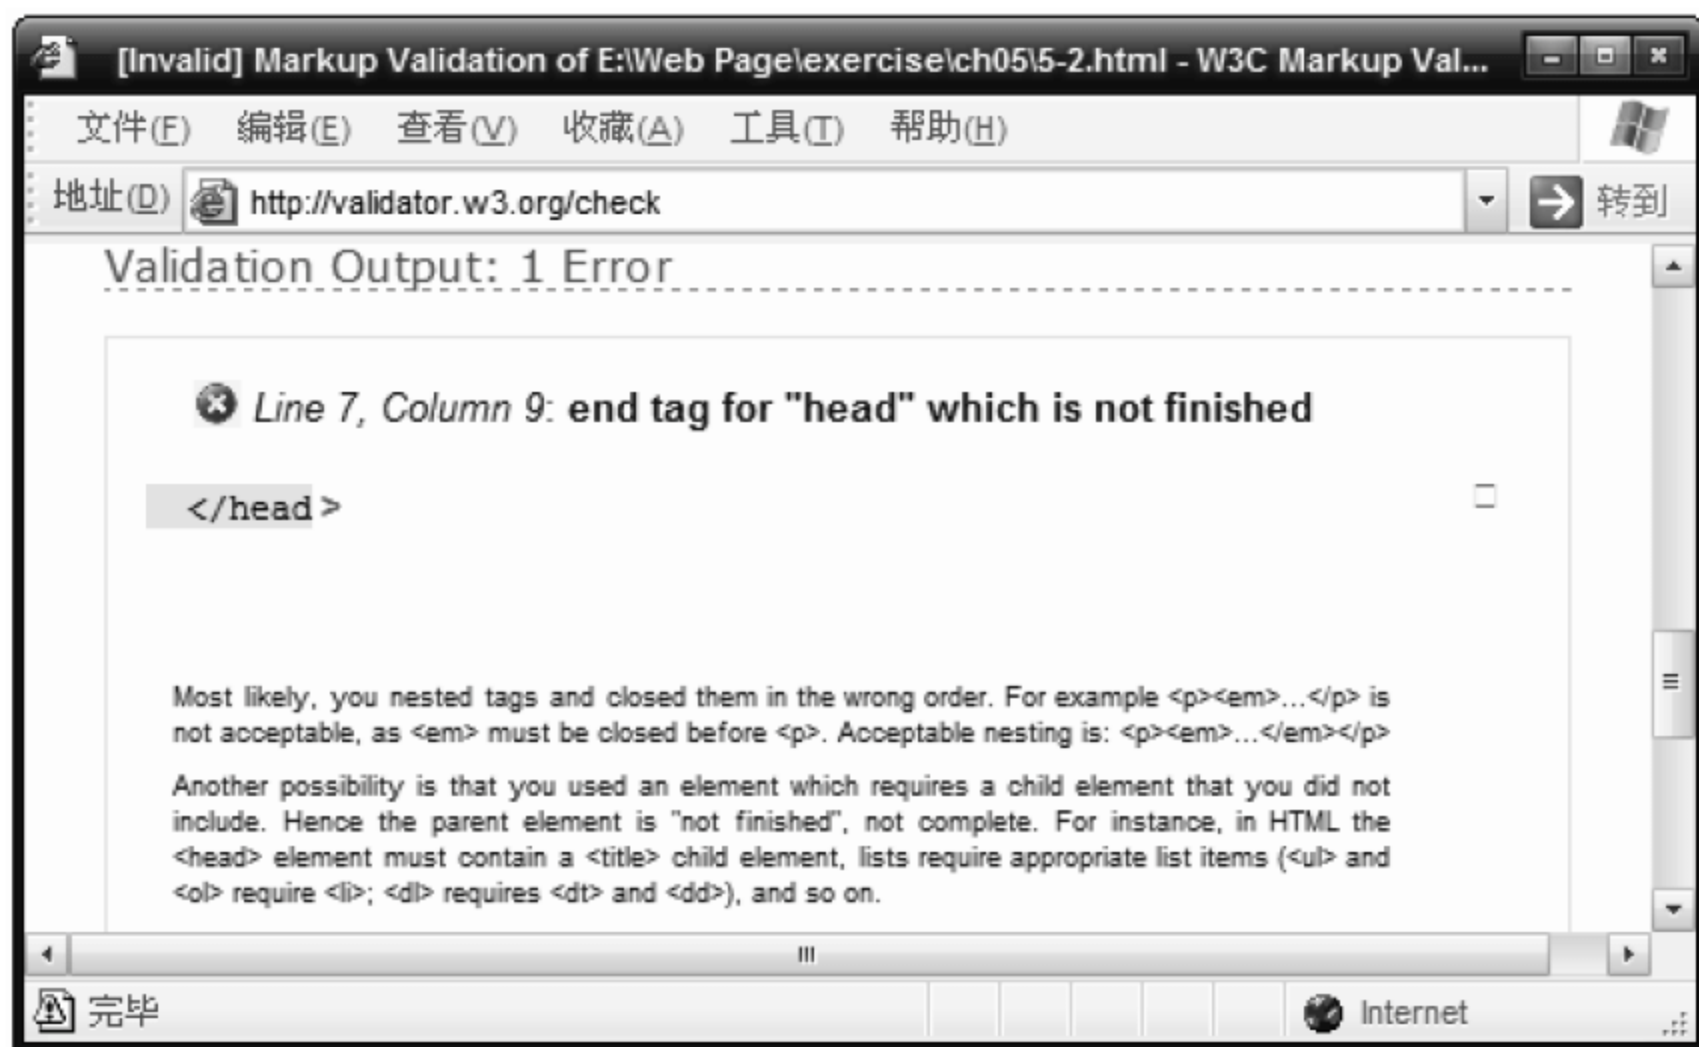 [Invalid] Markup Validation of E:\Web Page\exercise\ch05\5-2.html - W3C Markup Val...
文件(F) 编辑(E) 查看(V) 收藏(A) 工具(T) 帮助(H)
地址(D) http://validator.w3.org/check 转到
Validation Output: 1 Error
Line 7, Column 9: end tag for "head" which is not finished
</head>
Most likely, you nested tags and closed them in the wrong order. For example <p><em>...</p> is
not acceptable, as <em> must be closed before <p>. Acceptable nesting is: <p><em>...</em></p>
Another possibility is that you used an element which requires a child element that you did not
include. Hence the parent element is "not finished", not complete. For instance, in HTML the
<head> element must contain a <title> child element, lists require appropriate list items (<ul> and
<ol> require <li>; <dl> requires <dt> and <dd>), and so on.
完毕 Internet